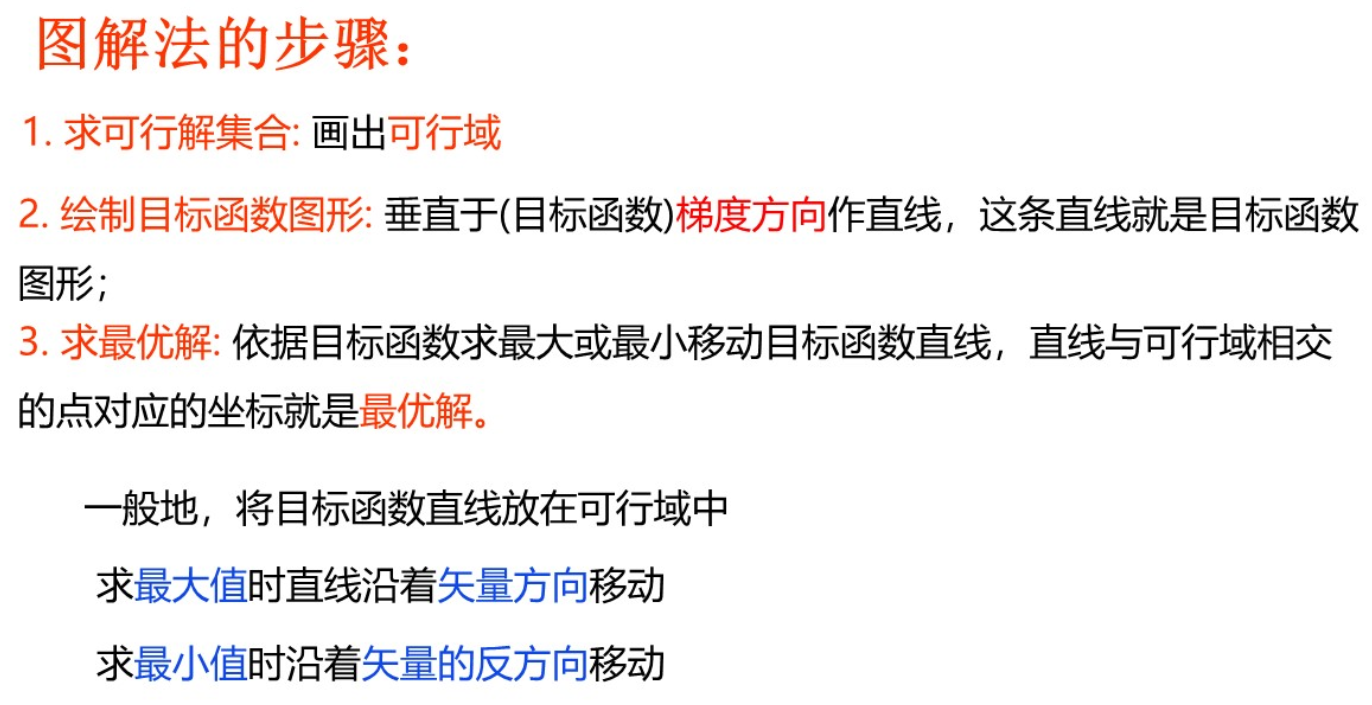 图解法的步骤：
1. 求可行解集合: 画出可行域
2. 绘制目标函数图形: 垂直于(目标函数)梯度方向作直线，这条直线就是目标函数
图形；
3. 求最优解: 依据目标函数求最大或最小移动目标函数直线，直线与可行域相交
的点对应的坐标就是最优解。
一般地，将目标函数直线放在可行域中
求最大值时直线沿着矢量方向移动
求最小值时沿着矢量的反方向移动